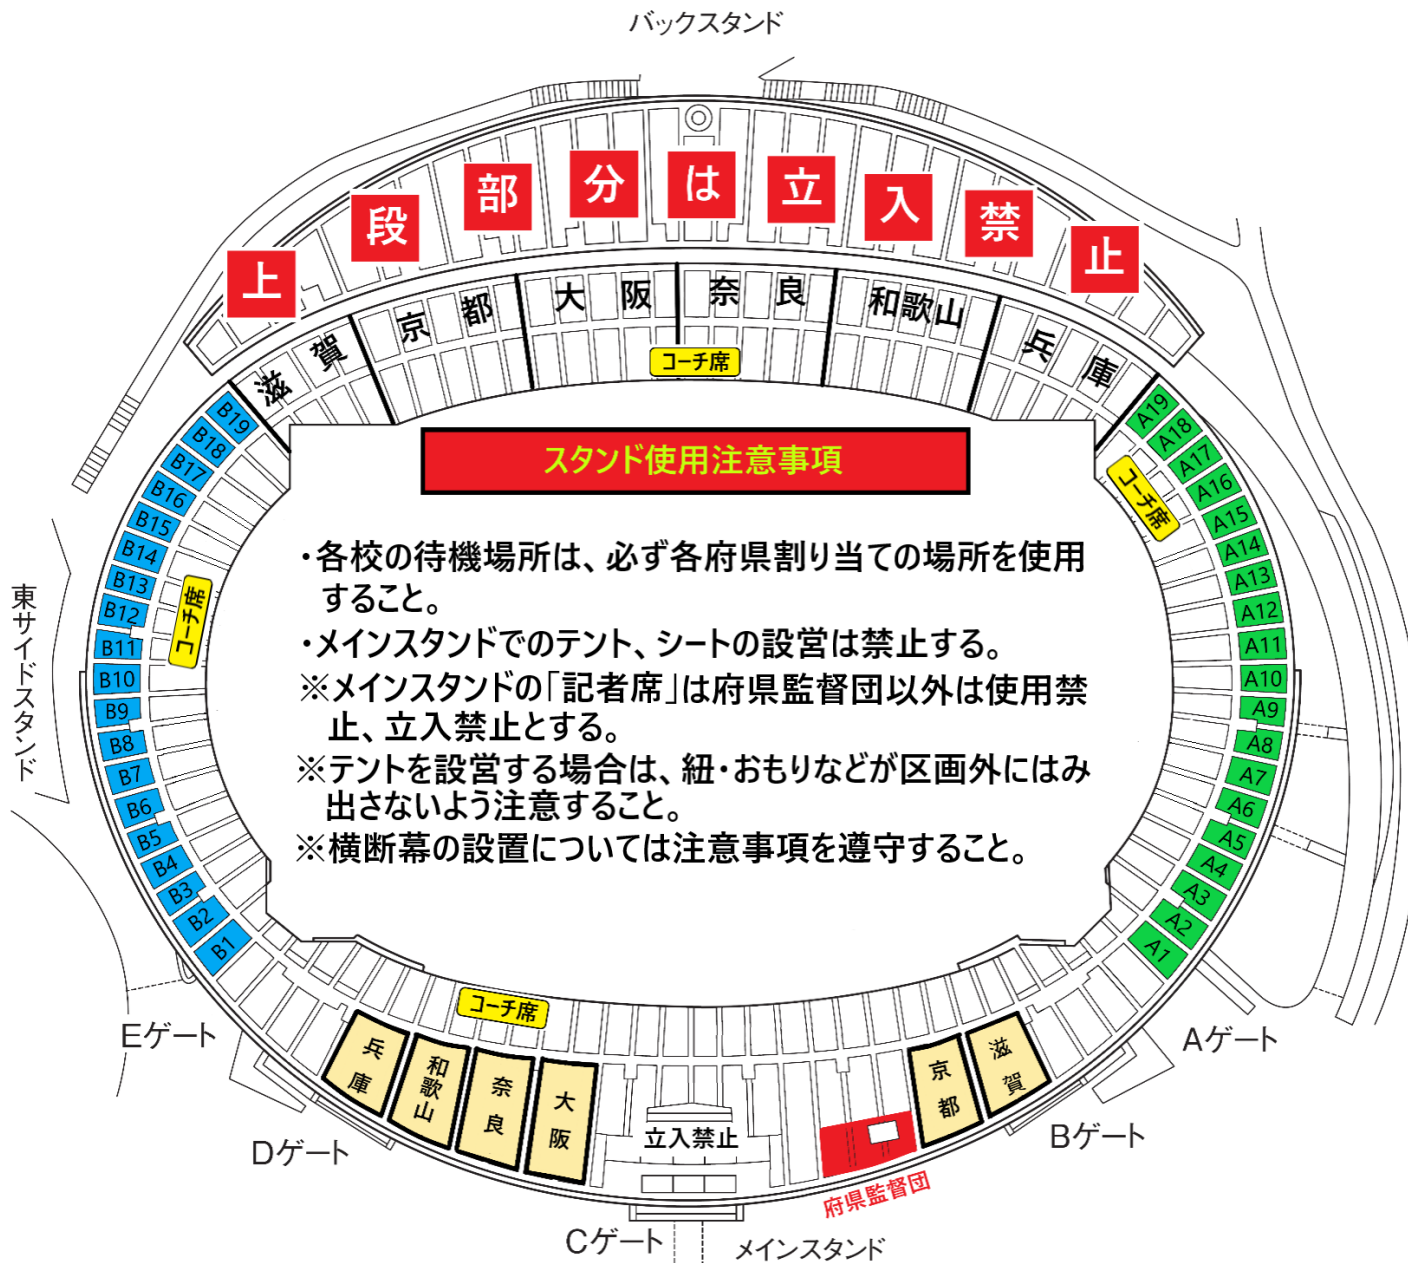 バックスタンド
上段部分は立入禁止
滋賀
京都
大阪
奈良
和歌山
兵庫
コーチ席
スタンド使用注意事項
・各校の待機場所は、必ず各府県割り当ての場所を使用
すること。
・メインスタンドでのテント、シートの設営は禁止する。
※メインスタンドの「記者席」は府県監督団以外は使用禁
止、立入禁止とする。
※テントを設営する場合は、紐・おもりなどが区画外にはみ
出さないよう注意すること。
※横断幕の設置については注意事項を遵守すること。
東サイドスタンド
B19
B18
B17
B16
B15
B14
B13
B12
B11
B10
B9
B8
B7
B6
B5
B4
B3
B2
B1
コーチ席
A19
A18
A17
A16
A15
A14
A13
A12
A11
A10
A9
A8
A7
A6
A5
A4
A3
A2
A1
コーチ席
コーチ席
兵庫
和歌山
奈良
大阪
立入禁止
京都
滋賀
府県監督団
Eゲート
Dゲート
Cゲート
メインスタンド
Bゲート
Aゲート